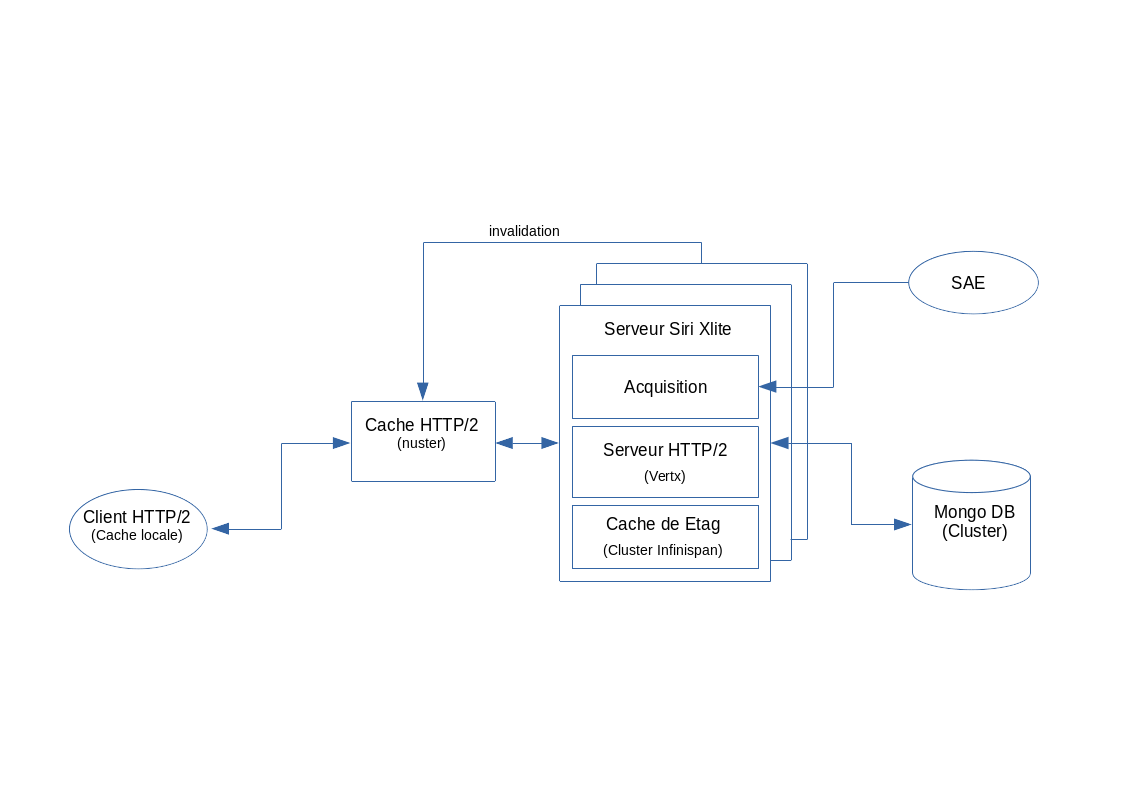 invalidation
SAE
Serveur Siri Xlite
Acquisition
Cache HTTP/2
(nuster)
Serveur HTTP/2
(Vertx)
Client HTTP/2
(Cache locale)
Cache de Etag
(Cluster Infinispan)
Mongo DB
(Cluster)